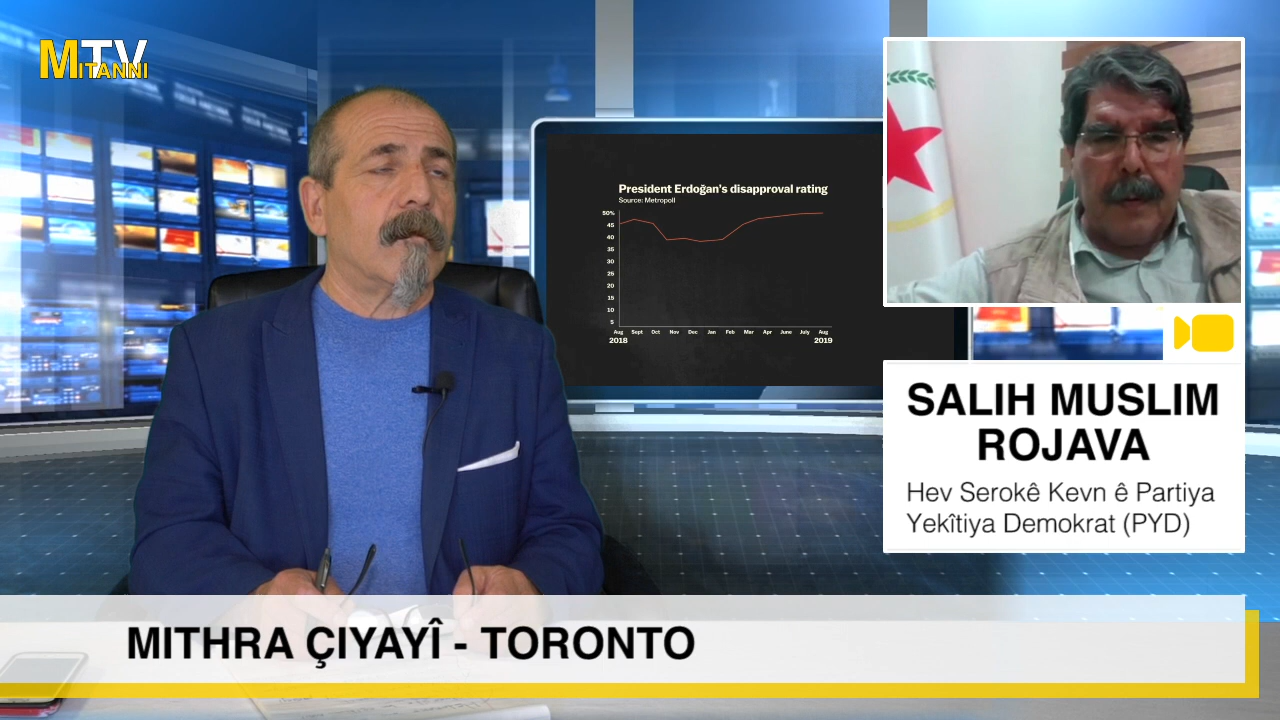 MTV
ITANNI
President Erdoğan's disapproval rating
Source: Metropoll
50%
45
40
35
30
25
20
15
10
5
Aug Sept Oct Nov Dec Jan Feb Mar Apr June July Aug
2018 2019
SALIH MUSLIM
ROJAVA
Hev Serokê Kevn ê Partiya
Yekîtiya Demokrat (PYD)
MITHRA ÇIYAYÎ - TORONTO